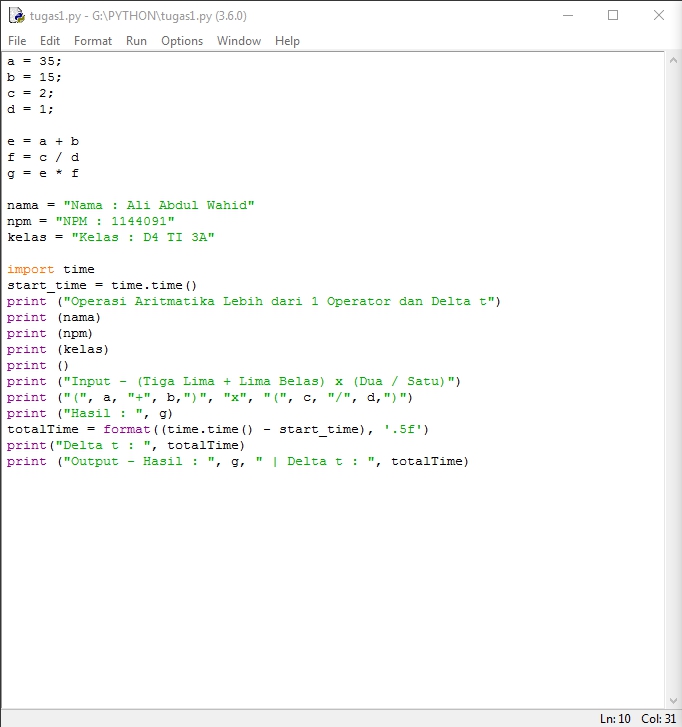 tugas1.py - G:\PYTHON\tugas1.py (3.6.0)
File Edit Format Run Options Window Help
a = 35;
b = 15;
c = 2;
d = 1;
e = a + b
f = c / d
g = e * f
nama = "Nama : Ali Abdul Wahid"
npm = "NPM : 1144091"
kelas = "Kelas : D4 TI 3A"
import time
start_time = time.time()
print ("Operasi Aritmatika Lebih dari 1 Operator dan Delta t")
print (nama)
print (npm)
print (kelas)
print ()
print ("Input - (Tiga Lima + Lima Belas) x (Dua / Satu)")
print ("(", a, "+", b,")", "x", "(", c, "/", d,")")
print ("Hasil : ", g)
totalTime = format((time.time() - start_time), '.5f')
print("Delta t : ", totalTime)
print ("Output - Hasil : ", g, " | Delta t : ", totalTime)
Ln: 10 Col: 31